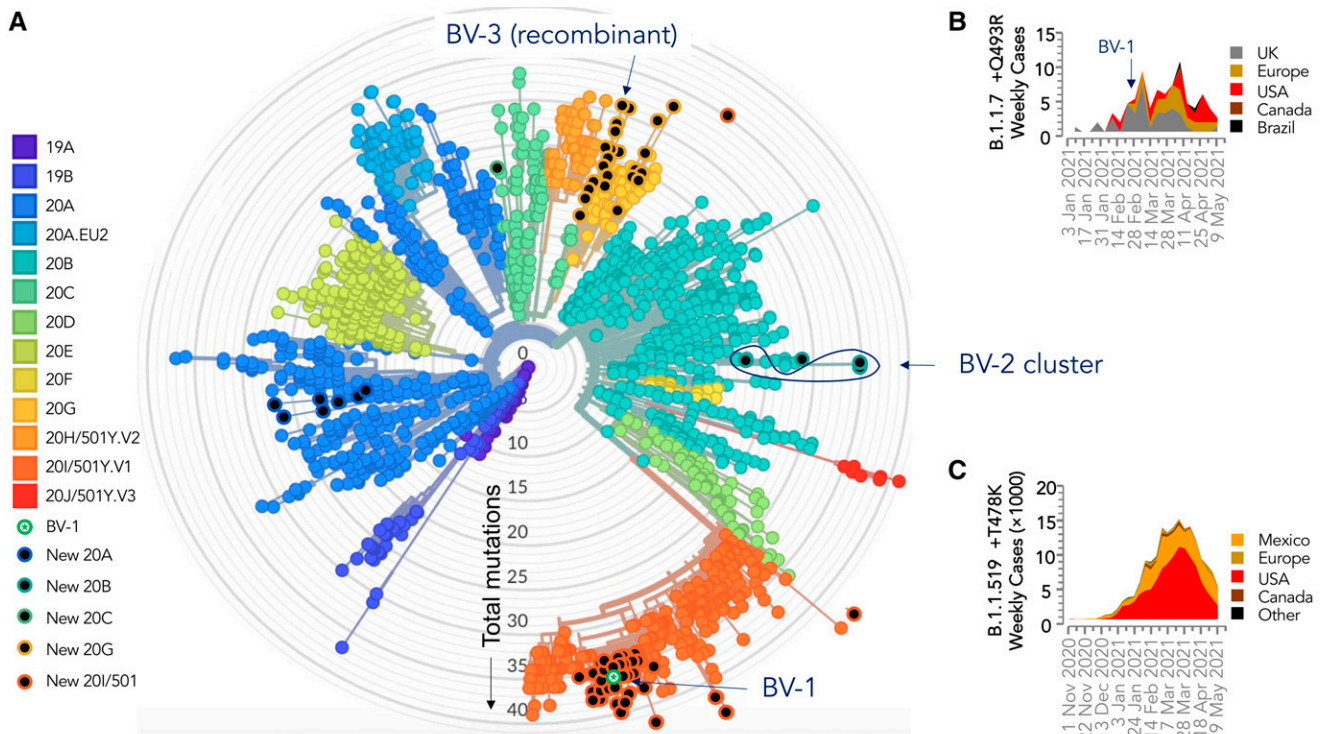 A
BV-3 (recombinant)
19A
19B
20A
20A.EU2
20B
20C
20D
20E
20F
20G
20H/501Y.V2
20I/501Y.V1
20J/501Y.V3
BV-1
New 20A
New 20B
New 20C
New 20G
New 20I/501
0
10
15
20
25
30
35
40
Total mutations
BV-2 cluster
BV-1
B
B.1.1.7 +Q493R
Weekly Cases
15
10
5
0
BV-1
UK
Europe
USA
Canada
Brazil
3 Jan 2021
17 Jan 2021
31 Jan 2021
14 Feb 2021
28 Feb 2021
14 Mar 2021
28 Mar 2021
11 Apr 2021
25 Apr 2021
9 May 2021
C
B.1.1.519 +T478K
Weekly Cases (×1000)
20
15
10
5
0
Mexico
Europe
USA
Canada
Other
1 Nov 2020
22 Nov 2020
3 Dec 2020
3 Jan 2021
24 Jan 2021
14 Feb 2021
7 Mar 2021
28 Mar 2021
18 Apr 2021
9 May 2021